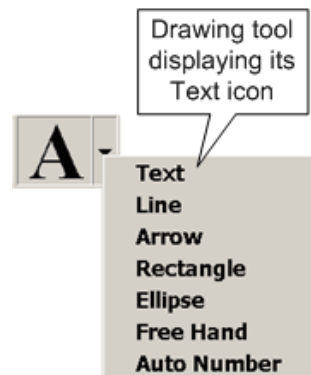 Drawing tool
displaying its
Text icon
A
Text
Line
Arrow
Rectangle
Ellipse
Free Hand
Auto Number